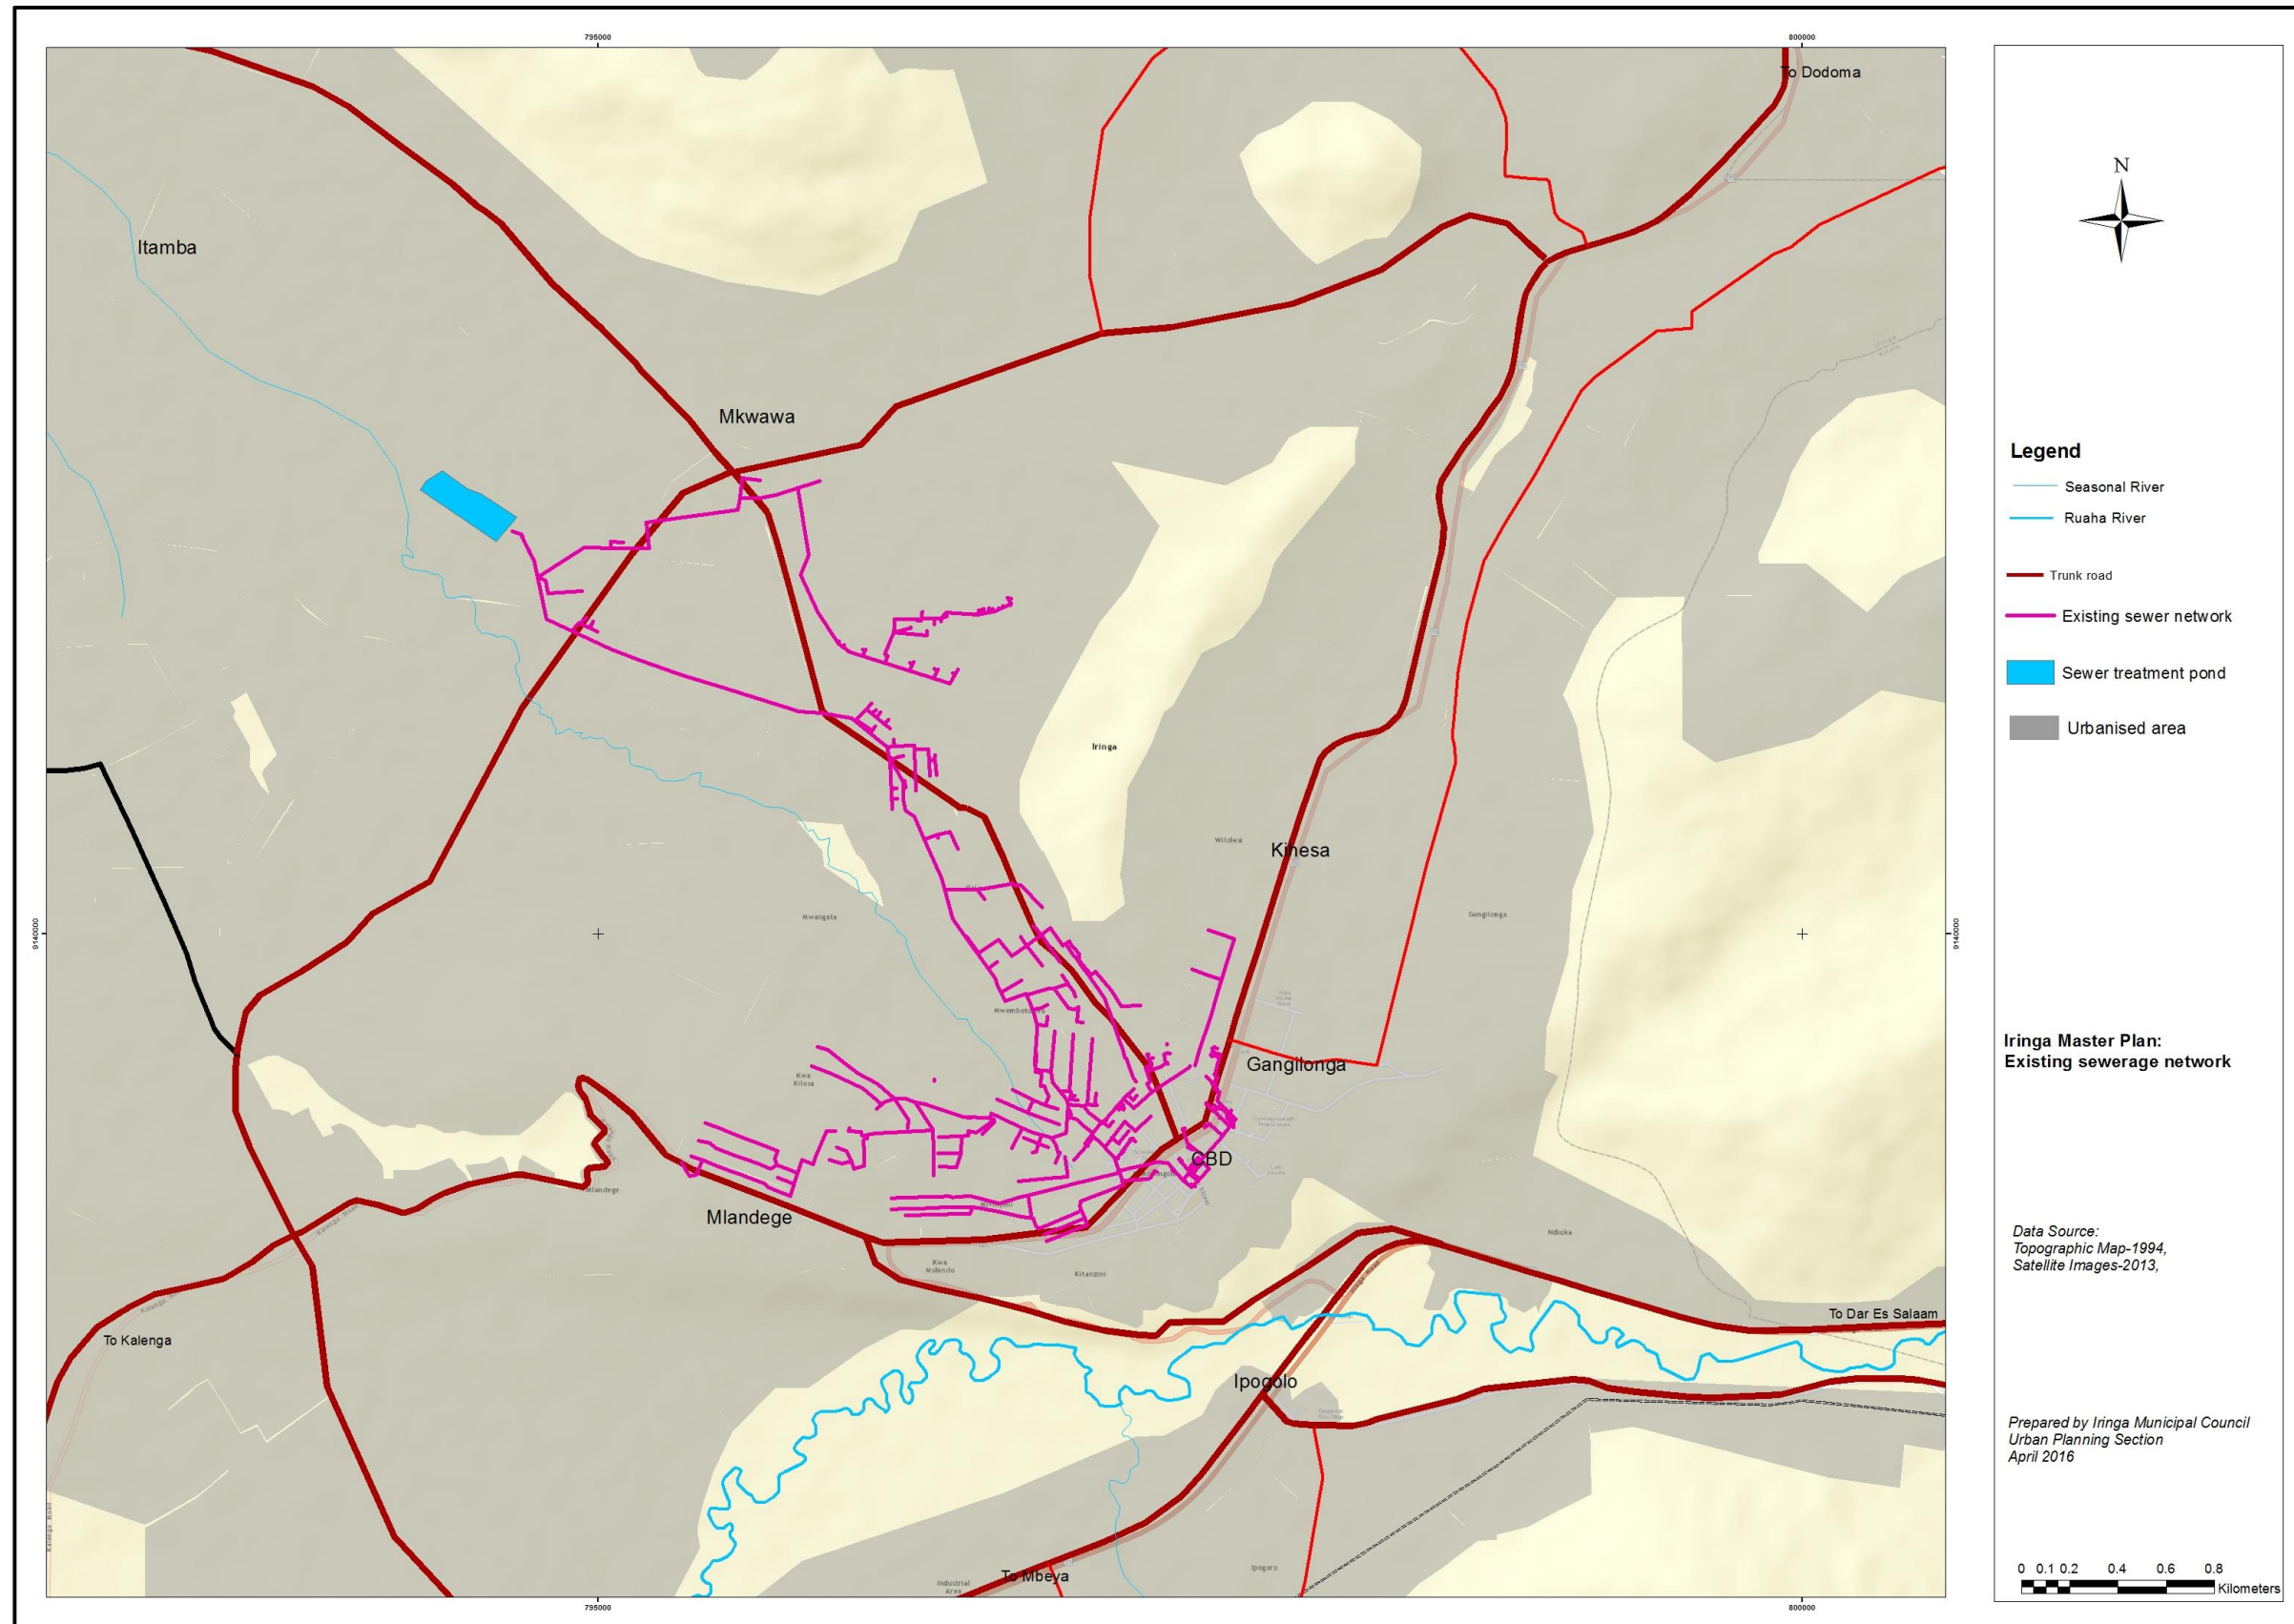 795000
800000
To Dodoma
Itamba
Mkwawa
Iringa
Wilolesi
Kihesa
Mwangata
Gangilonga
9140000
9140000
Kwa
Kilosa
Gangilonga
CBD
Mlandege
Mlandege
Kwa
Mshindo
Kitanzini
Ndiuka
Kalenga Road
To Kalenga
To Dar Es Salaam
Ipogolo
Kalenga Road
Industrial
Area
To Mbeya
Ipogoro
795000
800000
N
Legend
Seasonal River
Ruaha River
Trunk road
Existing sewer network
Sewer treatment pond
Urbanised area
Iringa Master Plan:
Existing sewerage network
Data Source:
Topographic Map-1994,
Satellite Images-2013,
Prepared by Iringa Municipal Council
Urban Planning Section
April 2016
0 0.1 0.2 0.4 0.6 0.8
Kilometers